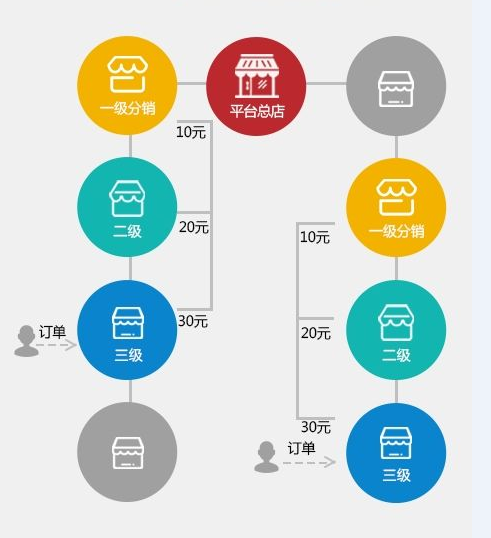 一级分销
平台总店
10元
二级
20元
一级分销
10元
30元
订单
三级
20元
二级
30元
订单
三级